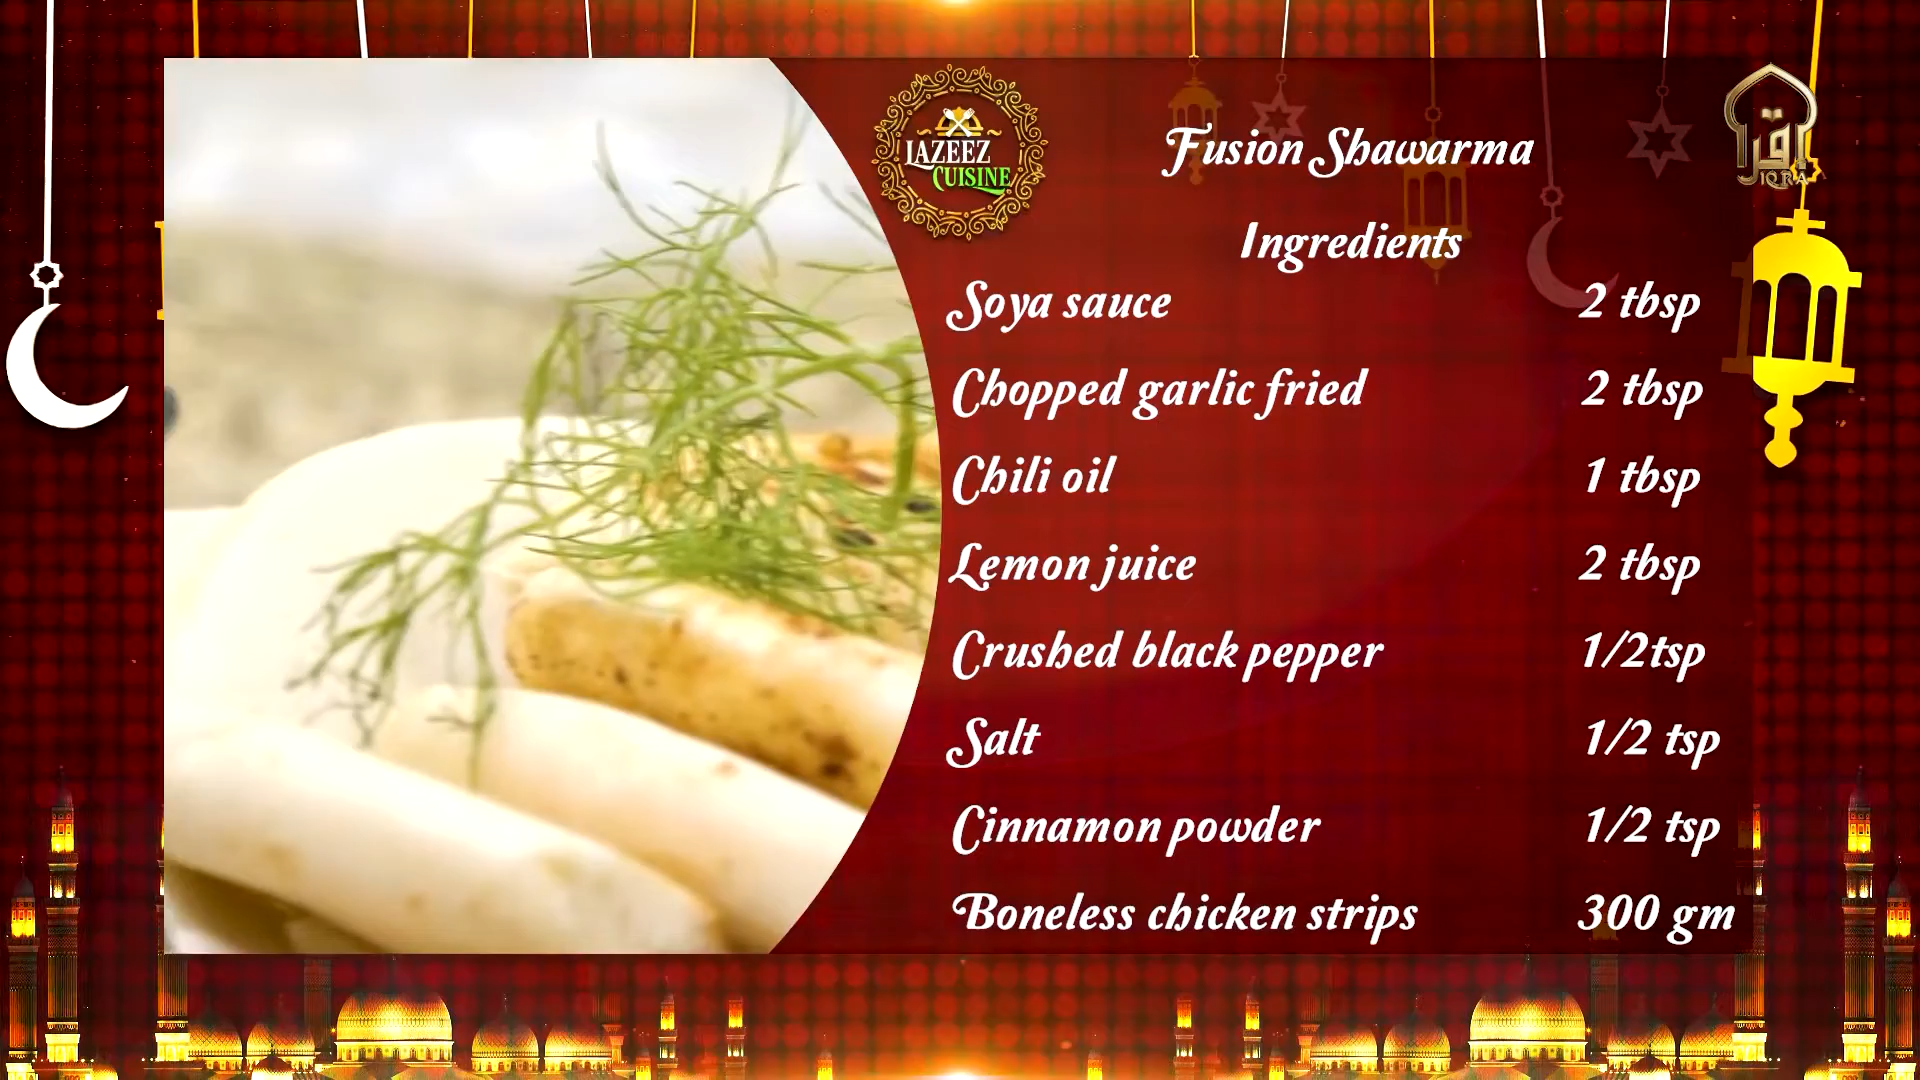 LAZEEZ
CUISINE
Fusion Shawarma
اقرأ
IQRA
Ingredients
Soya sauce 2 tbsp
Chopped garlic fried 2 tbsp
Chili oil 1 tbsp
Lemon juice 2 tbsp
Crushed black pepper 1/2tsp
Salt 1/2 tsp
Cinnamon powder 1/2 tsp
Boneless chicken strips 300 gm